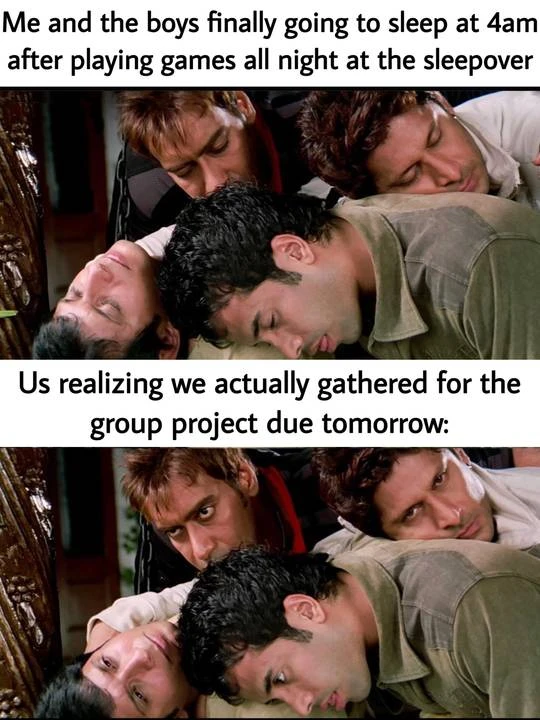 Me and the boys finally going to sleep at 4am
after playing games all night at the sleepover
Us realizing we actually gathered for the
group project due tomorrow: